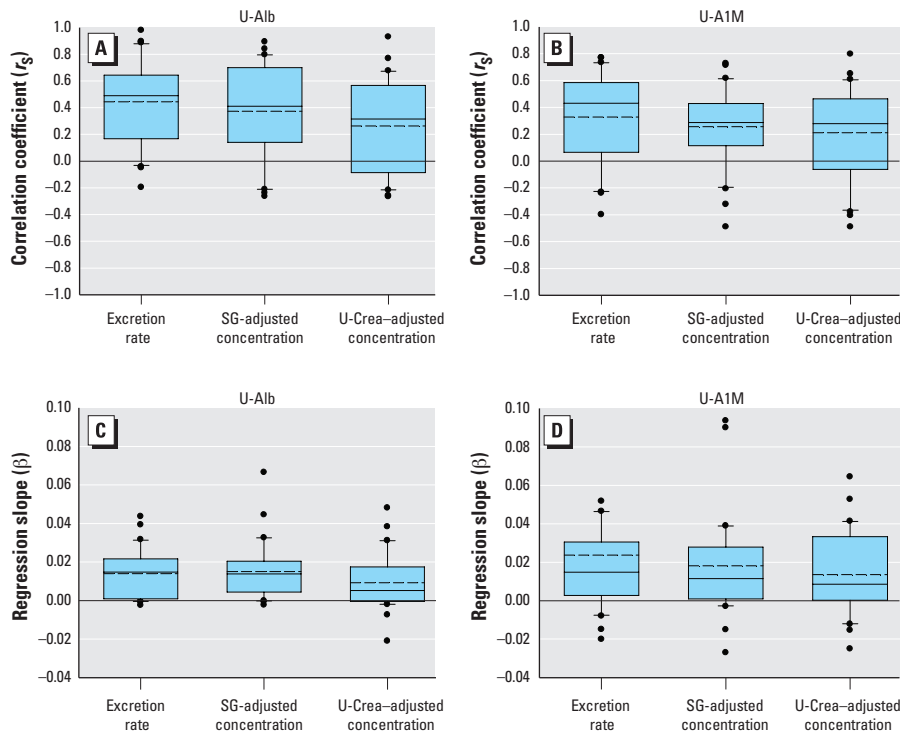 U-Alb
A
Correlation coefficient (rS)
1.0
0.8
0.6
0.4
0.2
0.0
–0.2
–0.4
–0.6
–0.8
–1.0
Excretion
rate
SG-adjusted
concentration
U-Crea–adjusted
concentration
U-A1M
B
Correlation coefficient (rS)
1.0
0.8
0.6
0.4
0.2
0.0
–0.2
–0.4
–0.6
–0.8
–1.0
Excretion
rate
SG-adjusted
concentration
U-Crea–adjusted
concentration
U-Alb
C
Regression slope (β)
0.10
0.08
0.06
0.04
0.02
0.00
–0.02
–0.04
Excretion
rate
SG-adjusted
concentration
U-Crea–adjusted
concentration
U-A1M
D
Regression slope (β)
0.10
0.08
0.06
0.04
0.02
0.00
–0.02
–0.04
Excretion
rate
SG-adjusted
concentration
U-Crea–adjusted
concentration